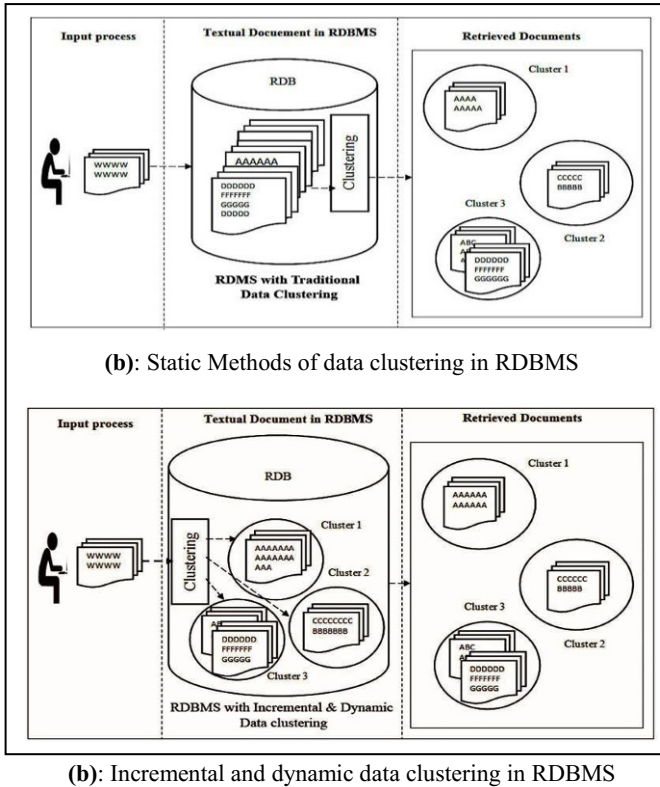 Input process
Textual Docuement in RDBMS
Retrieved Documents
RDB
WWWW
WWWW
AAAAAA
DDDDDD
FFFFFFF
GGGGG
DDDDD
Clustering
RDMS with Traditional
Data Clustering
Cluster 1
AAAA
AAAAA
CCCCC
BBBBB
Cluster 2
Cluster 3
ABC
DDDDDD
FFFFFFF
GGGGGG
(b): Static Methods of data clustering in RDBMS
Input process
Textual Document in RDBMS
Retrieved Documents
RDB
WWWW
WWWW
Clustering
Cluster 1
AAAAAAA
AAAAAAA
AAA
Cluster 2
CCCCCCCC
BBBBBBB
DDDDDD
FFFFFFF
GGGGG
Cluster 3
RDBMS with Incremental & Dynamic
Data clustering
Cluster 1
AAAAAA
AAAAAA
CCCCCC
BBBBB
Cluster 2
Cluster 3
ABC
DDDDDD
FFFFFFF
GGGGG
(b): Incremental and dynamic data clustering in RDBMS